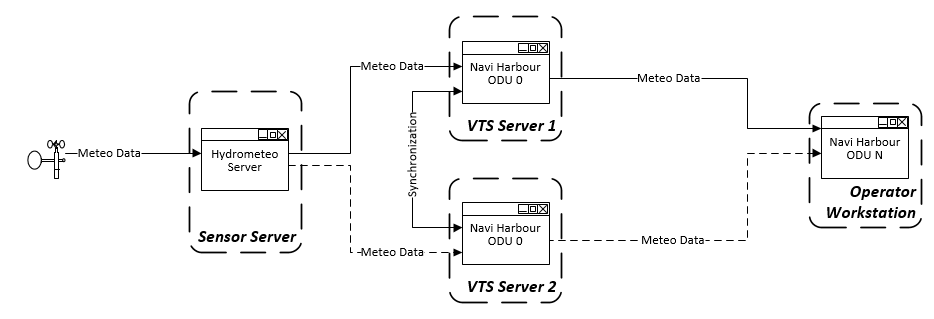 Meteo Data
Hydrometeo
Server
Sensor Server
Meteo Data
Meteo Data
Synchronization
Navi Harbour
ODU 0
VTS Server 1
Navi Harbour
ODU 0
VTS Server 2
Meteo Data
Meteo Data
Navi Harbour
ODU N
Operator
Workstation